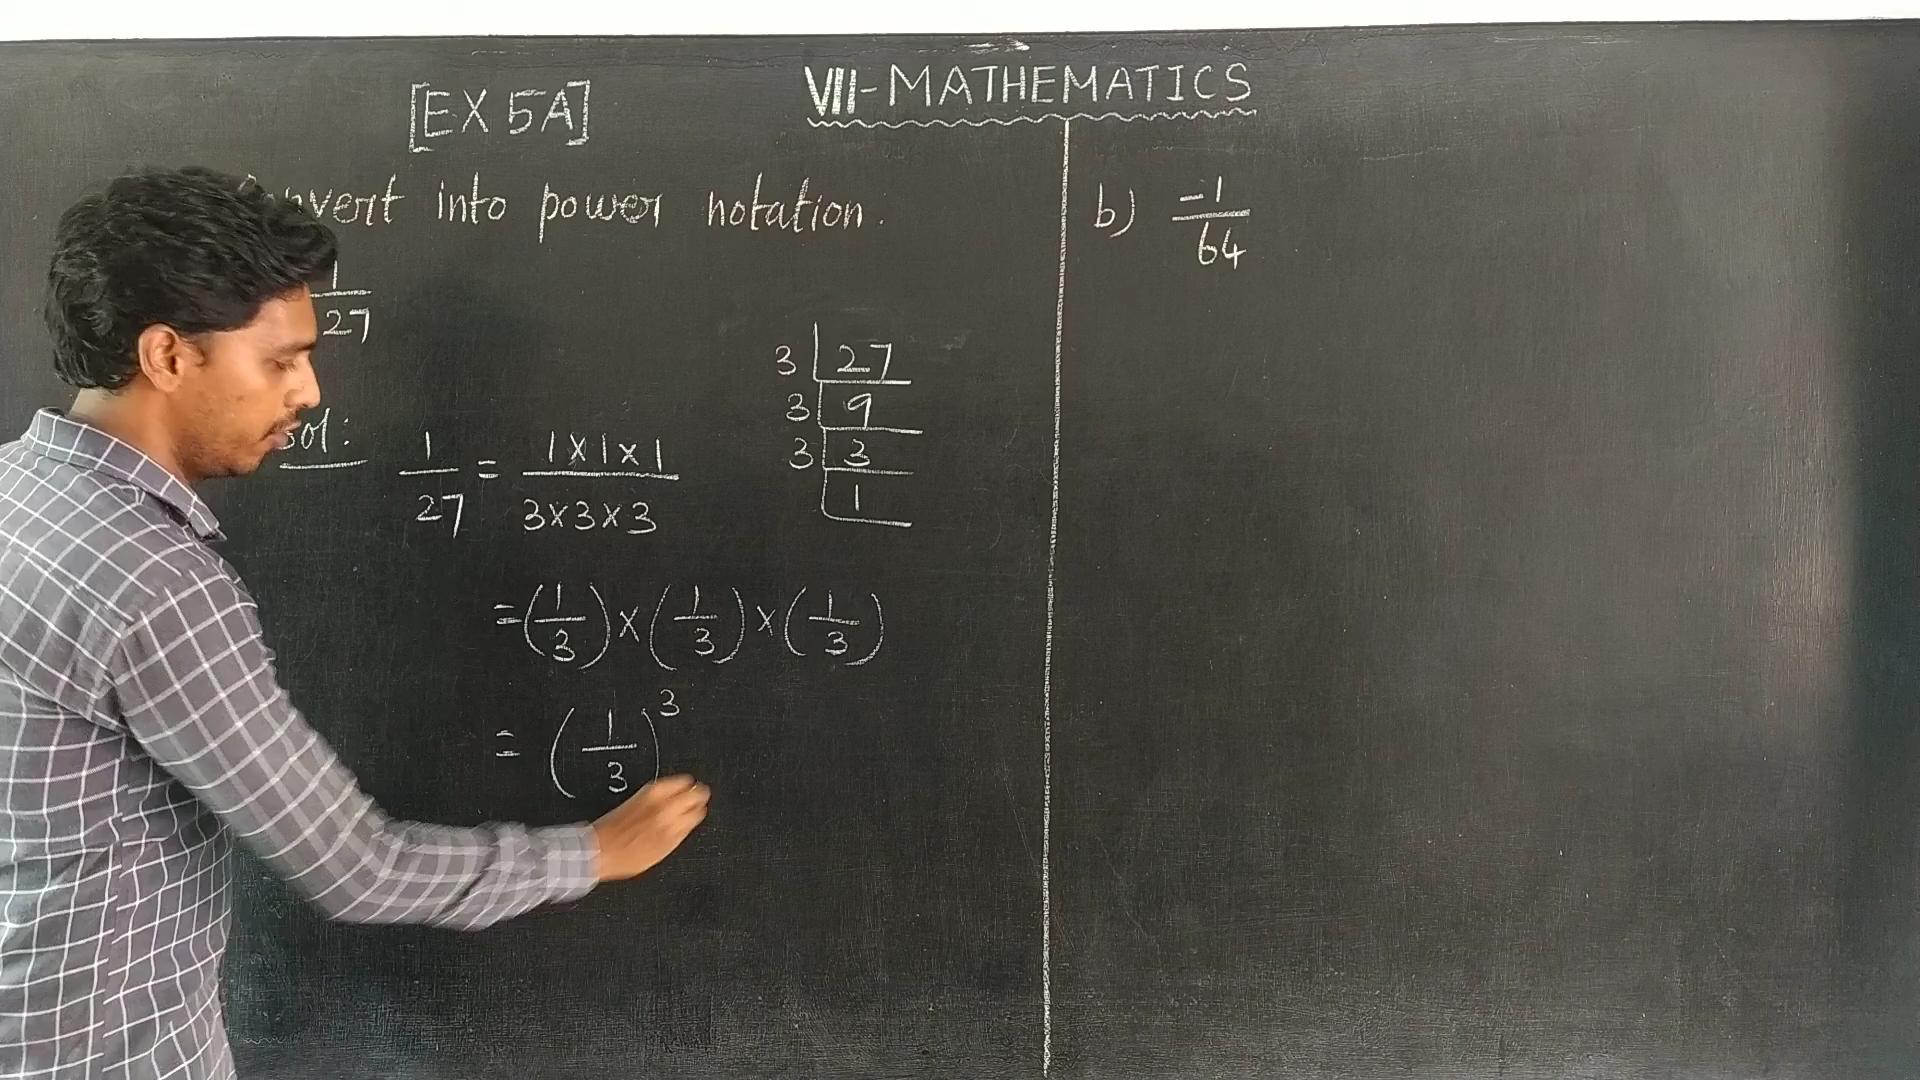 VII-MATHEMATICS
[EX 5A]
into power notation.
1/27
Sol:
1/27 = 1×1×1/3×3×3
3 | 27
3 | 9
3 | 3
1
=(1/3)×(1/3)×(1/3)
= (1/3)³
b) -1/64